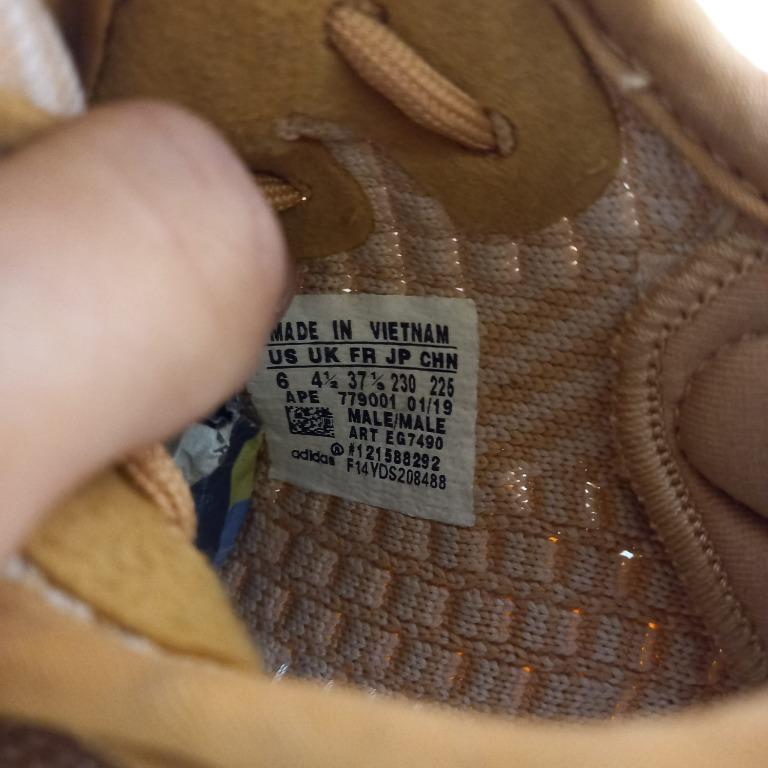 MADE IN VIETNAM
US UK FR JP CHN
6 4½ 37⅓ 230 225
APE 779001 01/19
MALE/MALE
ART EG7490
#121588292
adidas® F14YDS208488